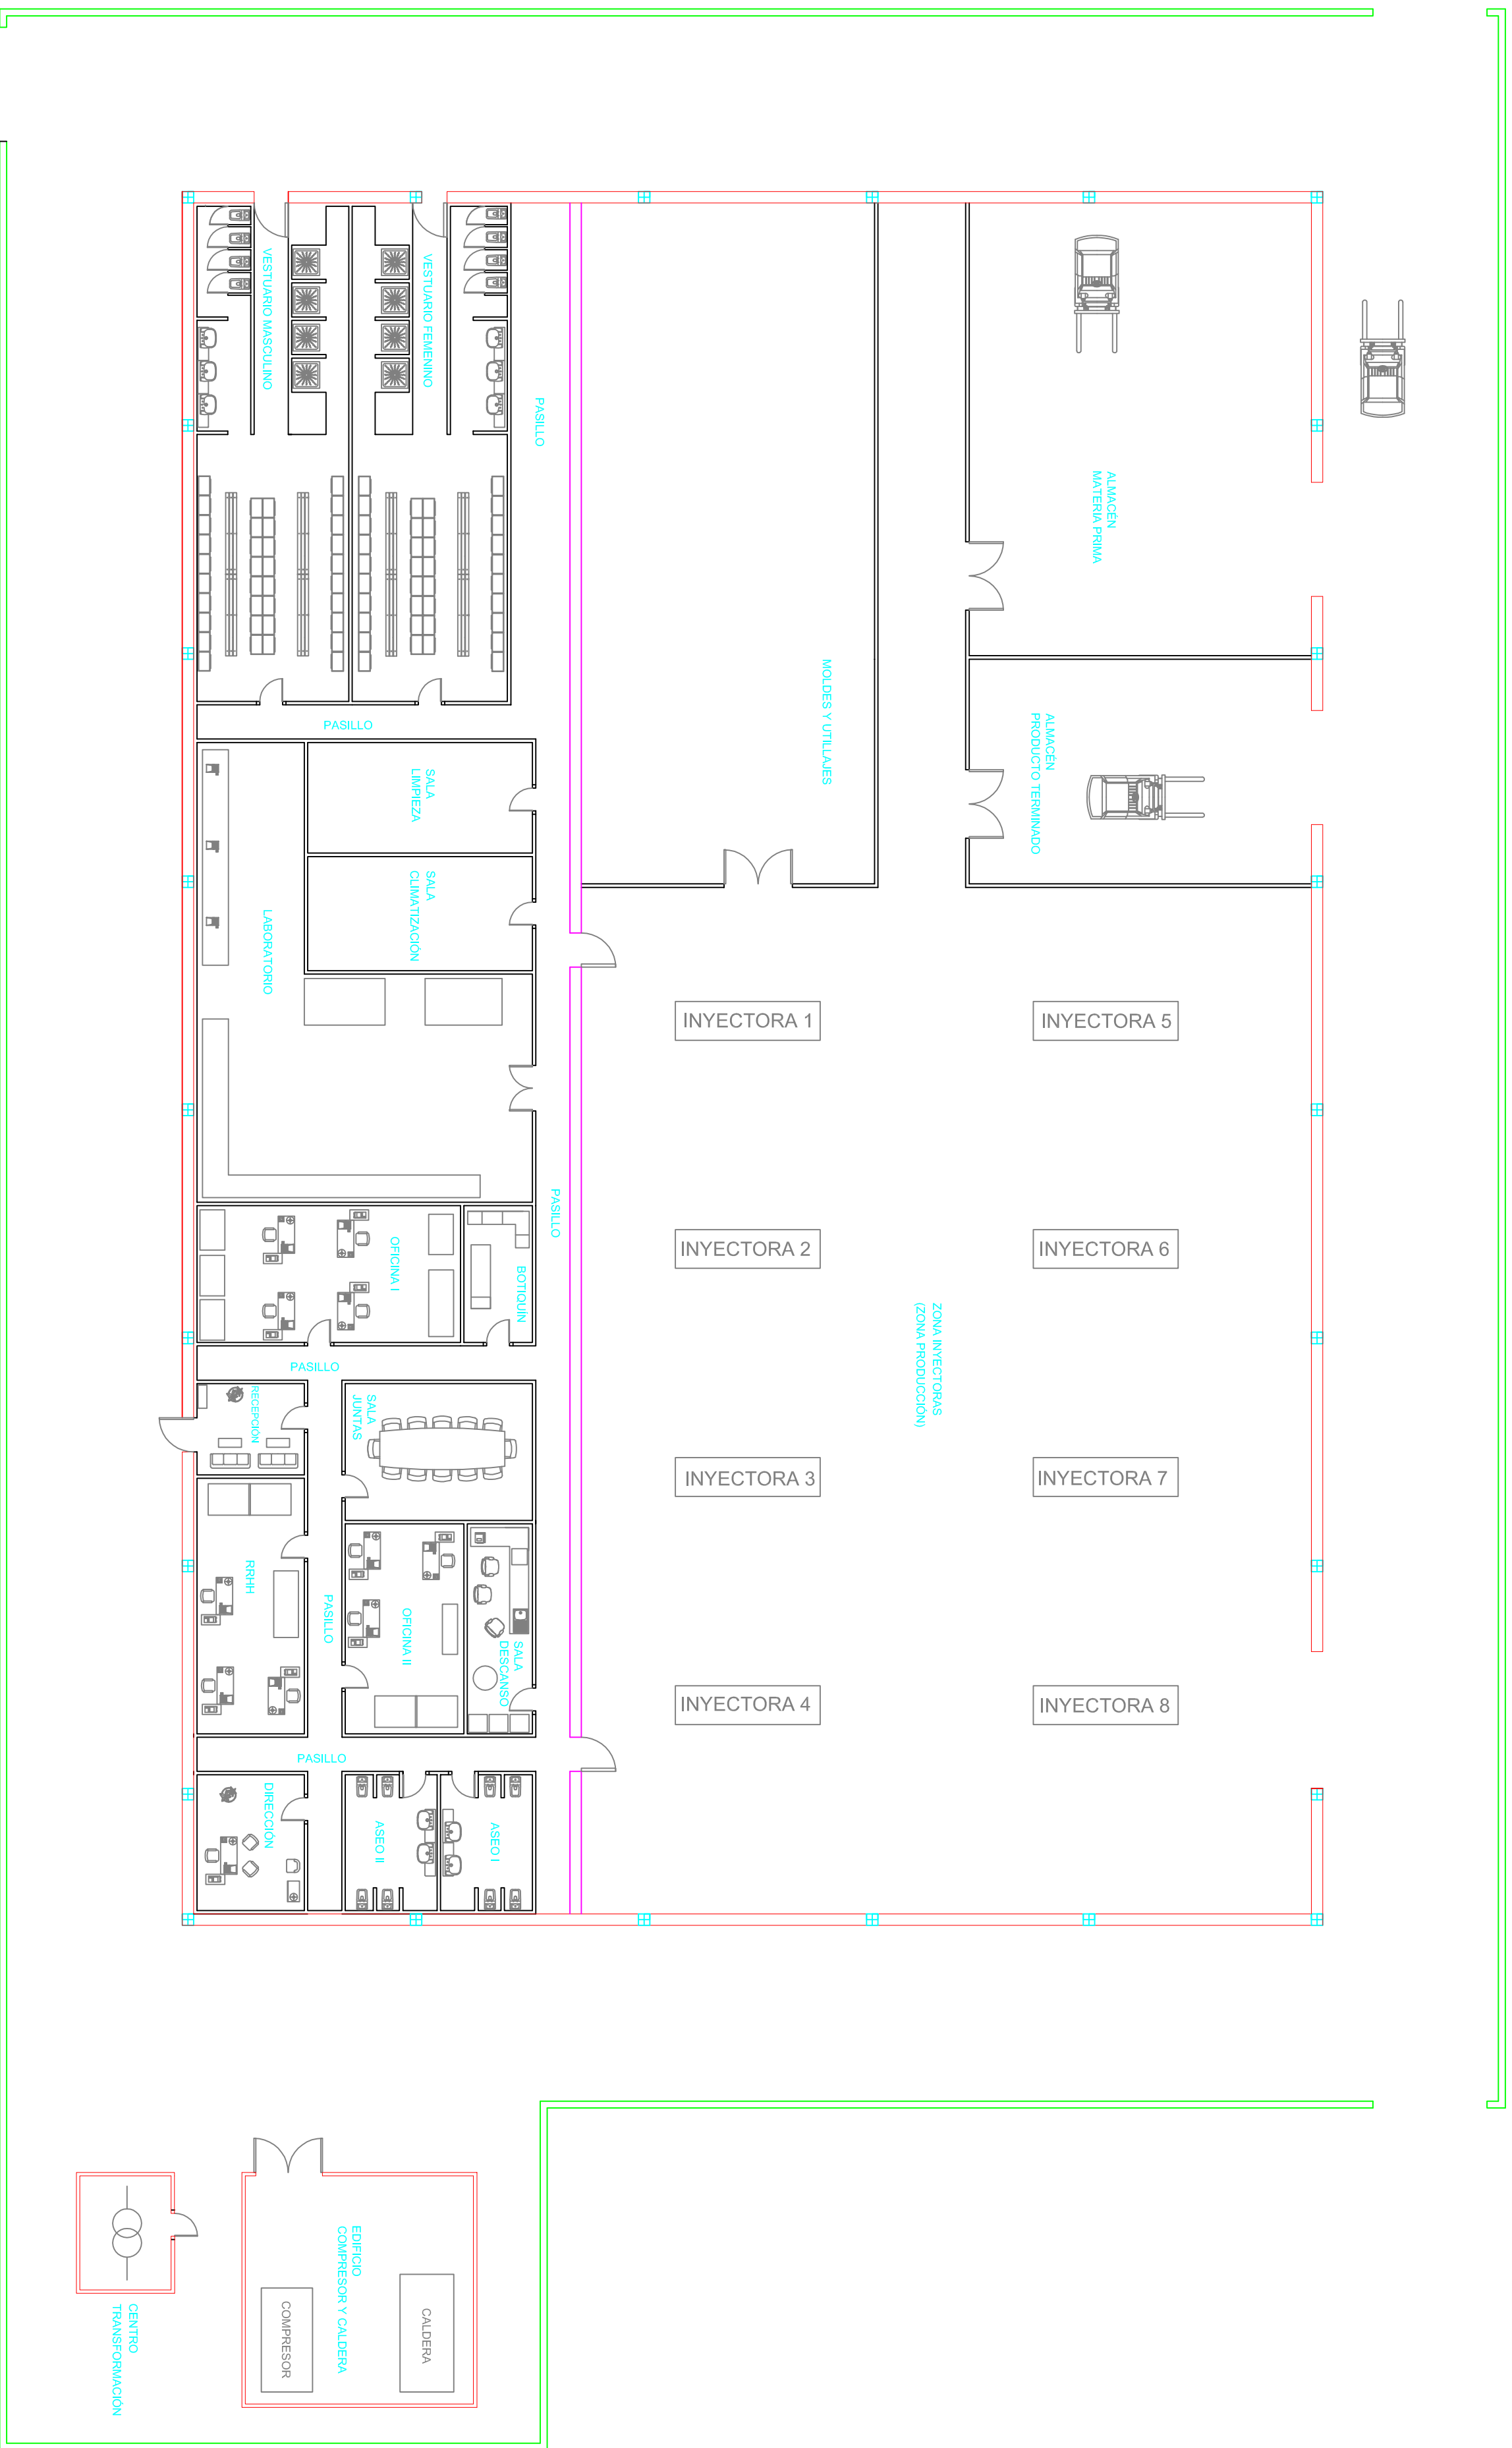 VESTUARIO MASCULINO
VESTUARIO FEMENINO
PASILLO
ALMACÉN
MATERIA PRIMA
MOLDES Y UTILLAJES
ALMACÉN
PRODUCTO TERMINADO
PASILLO
SALA
LIMPIEZA
SALA
CLIMATIZACIÓN
LABORATORIO
INYECTORA 1
INYECTORA 5
PASILLO
INYECTORA 2
INYECTORA 6
OFICINA I
BOTIQUÍN
ZONA INYECTORAS
(ZONA PRODUCCIÓN)
PASILLO
RECEPCIÓN
SALA
JUNTAS
INYECTORA 3
INYECTORA 7
RRHH
PASILLO
OFICINA II
SALA
DESCANSO
INYECTORA 4
INYECTORA 8
PASILLO
DIRECCIÓN
ASEO II
ASEO I
EDIFICIO
COMPRESOR Y CALDERA
COMPRESOR
CALDERA
CENTRO
TRANSFORMACIÓN